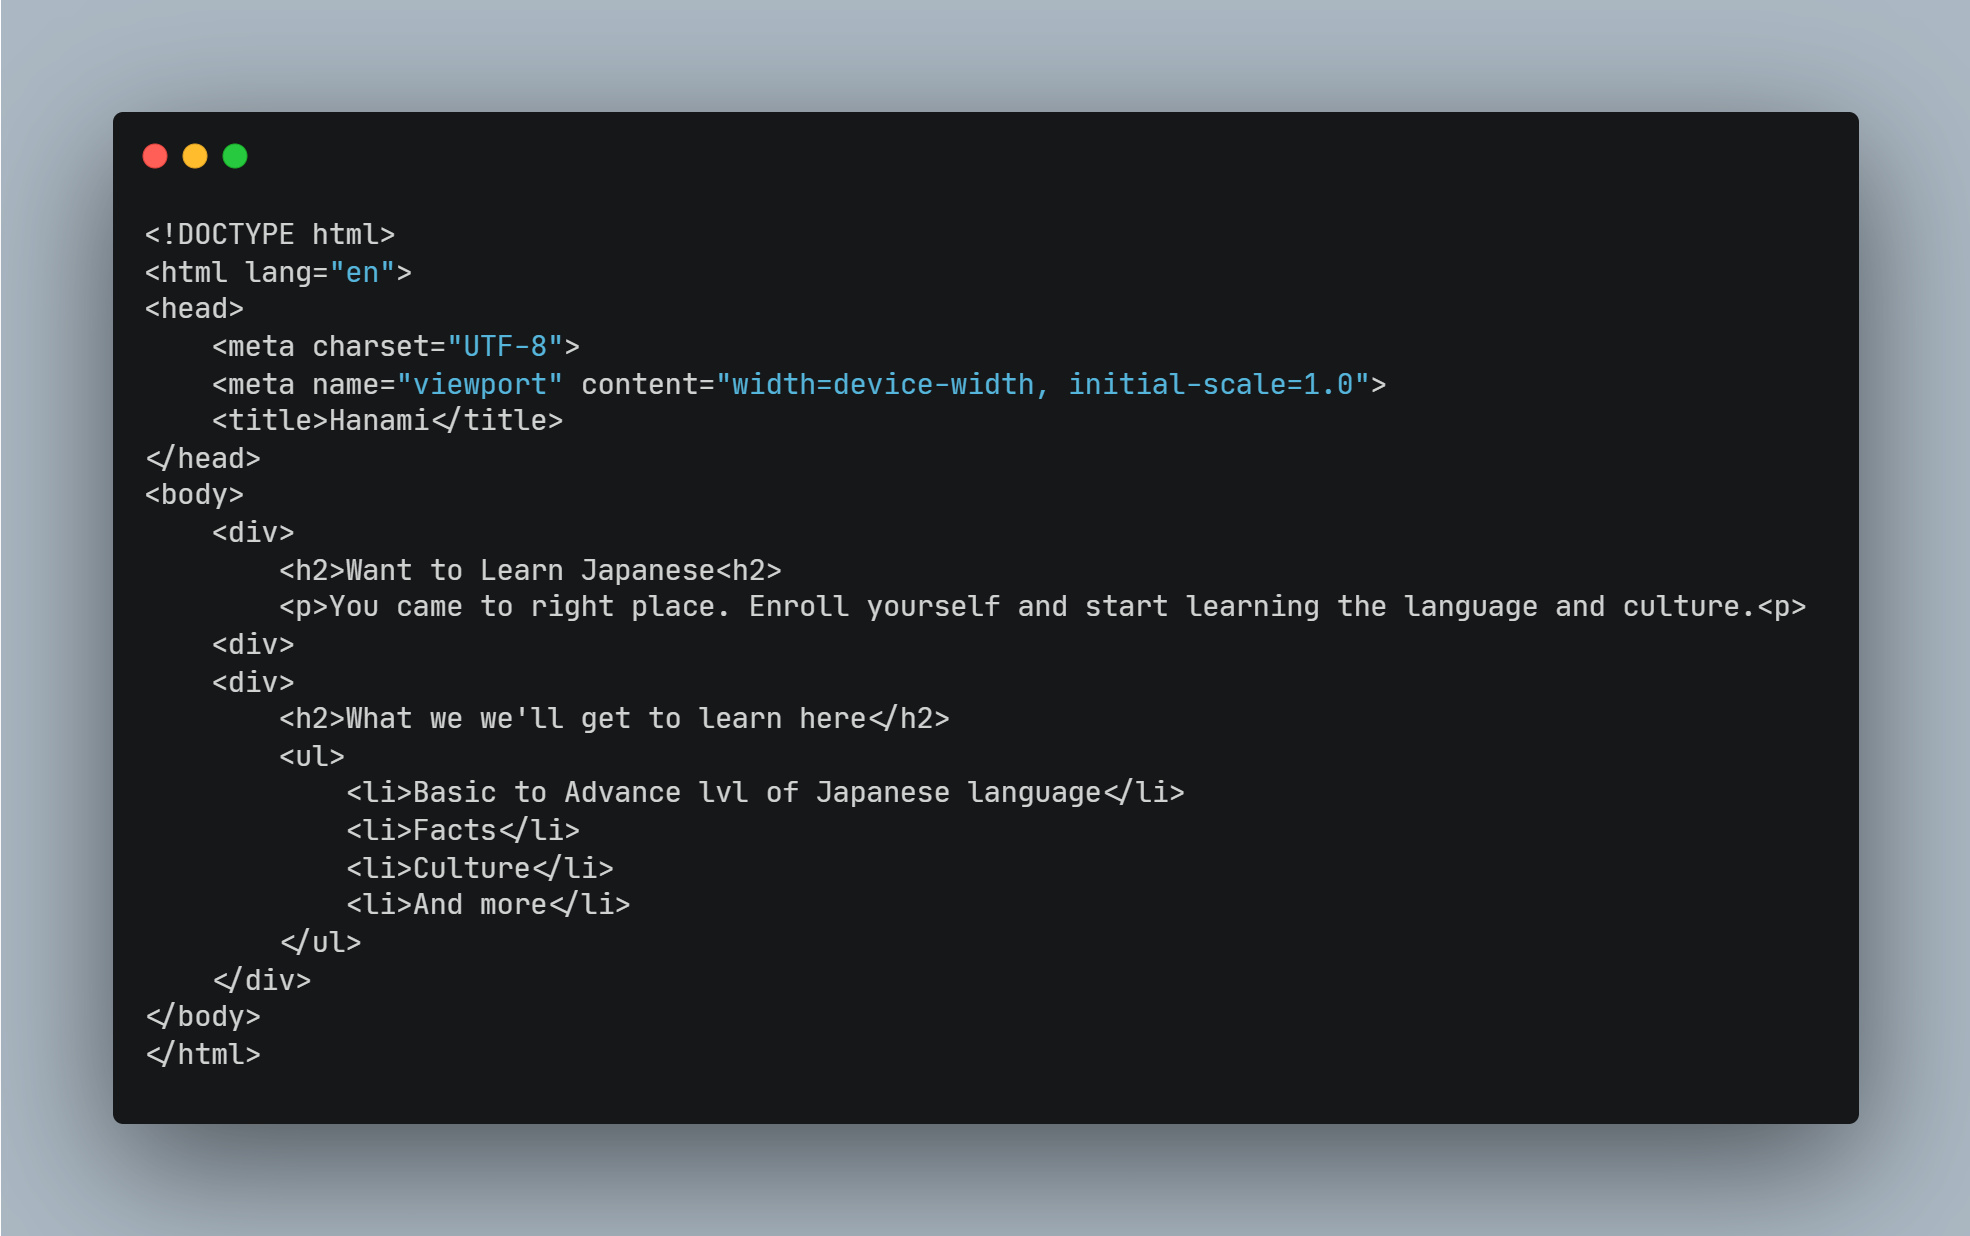 <!DOCTYPE html>
<html lang="en">
<head>
    <meta charset="UTF-8">
    <meta name="viewport" content="width=device-width, initial-scale=1.0">
    <title>Hanami</title>
</head>
<body>
    <div>
        <h2>Want to Learn Japanese<h2>
        <p>You came to right place. Enroll yourself and start learning the language and culture.<p>
    <div>
    <div>
        <h2>What we we'll get to learn here</h2>
        <ul>
            <li>Basic to Advance lvl of Japanese language</li>
            <li>Facts</li>
            <li>Culture</li>
            <li>And more</li>
        </ul>
    </div>
</body>
</html>